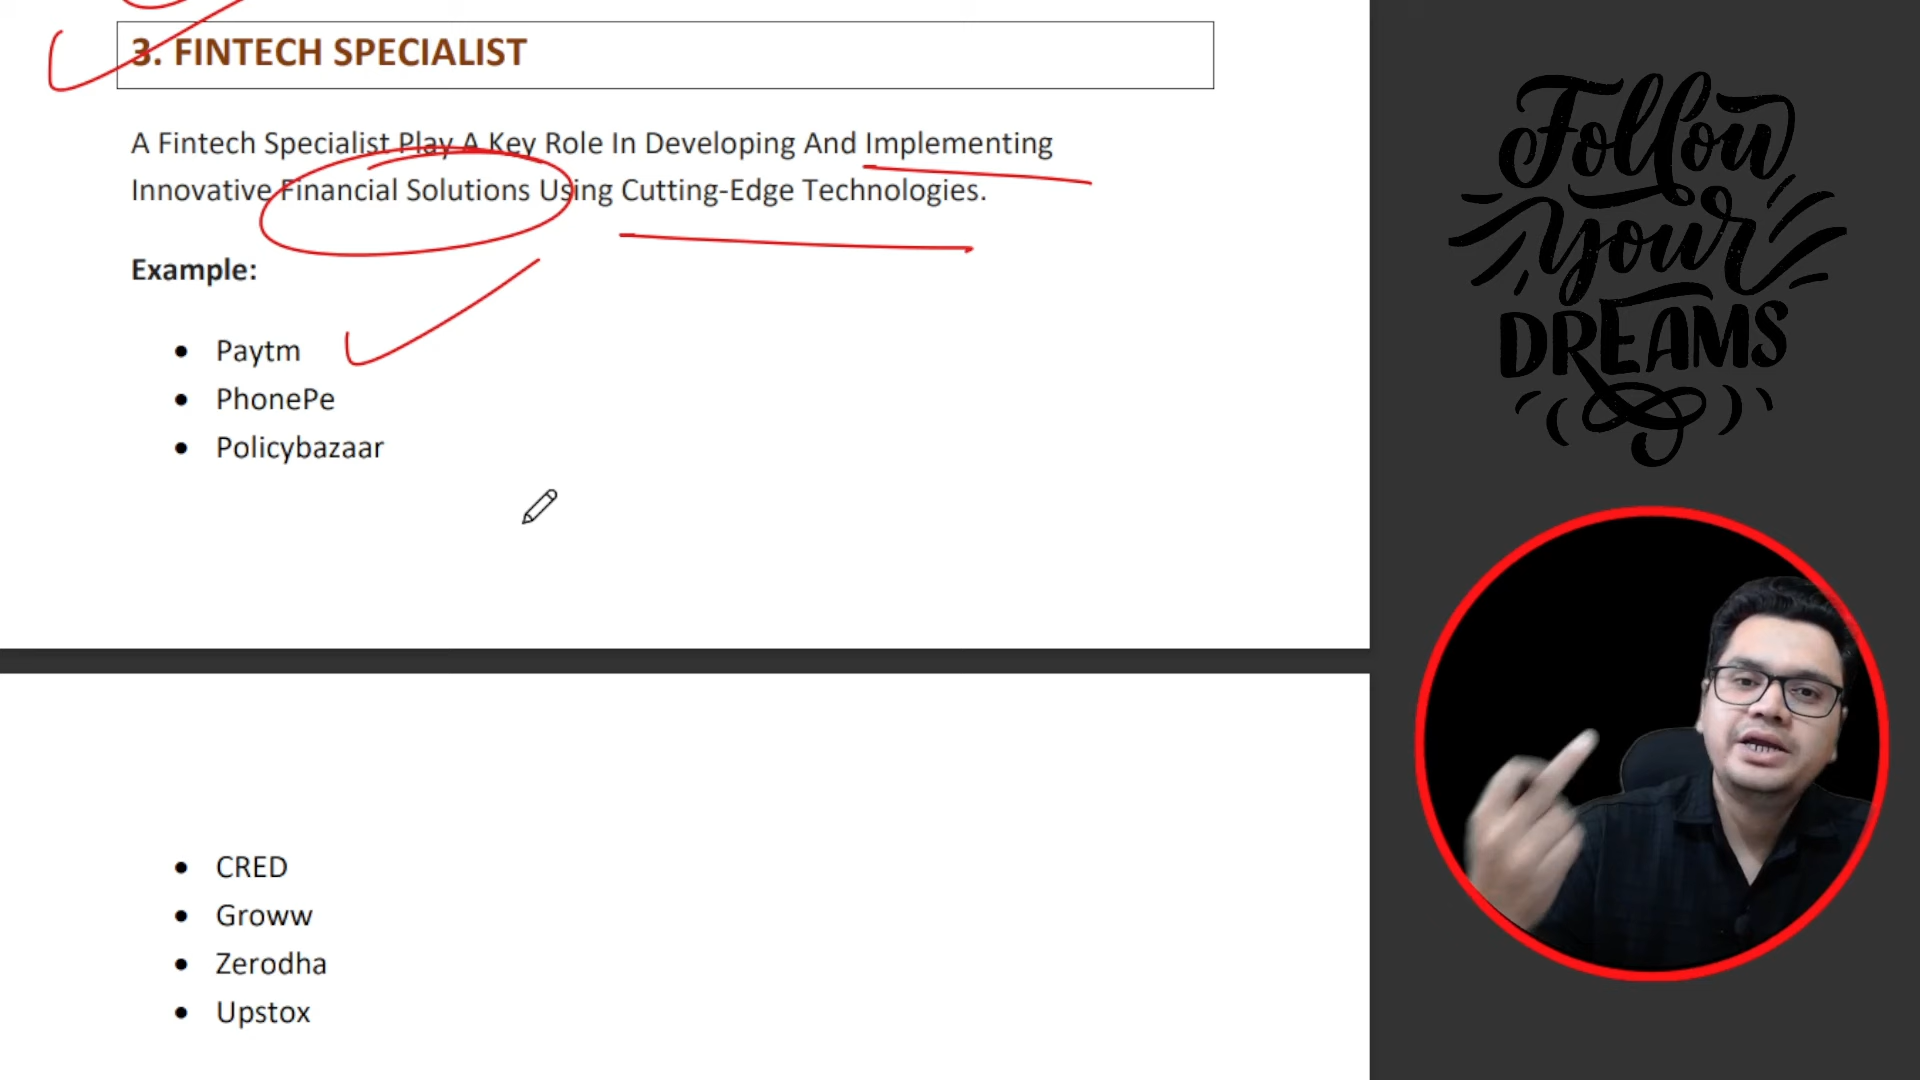 3. FINTECH SPECIALIST
A Fintech Specialist Play A Key Role In Developing And Implementing
Innovative Financial Solutions Using Cutting-Edge Technologies.
Example:
• Paytm
• PhonePe
• Policybazaar
• CRED
• Groww
• Zerodha
• Upstox
Follow
your
DREAMS